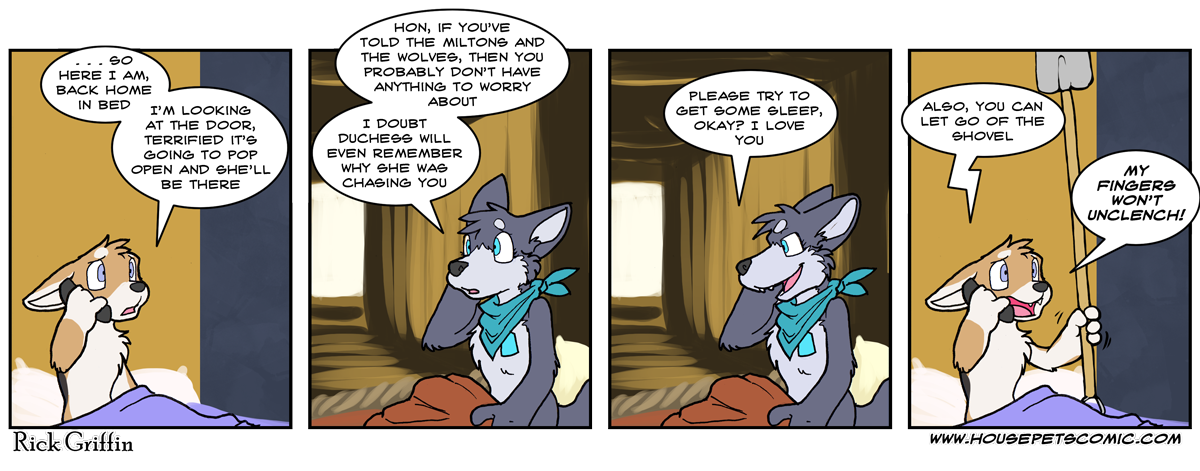 . . . SO
HERE I AM,
BACK HOME
IN BED
I'M LOOKING
AT THE DOOR,
TERRIFIED IT'S
GOING TO POP
OPEN AND SHE'LL
BE THERE
HON, IF YOU'VE
TOLD THE MILTONS AND
THE WOLVES, THEN YOU
PROBABLY DON'T HAVE
ANYTHING TO WORRY
ABOUT
I DOUBT
DUCHESS WILL
EVEN REMEMBER
WHY SHE WAS
CHASING YOU
PLEASE TRY TO
GET SOME SLEEP,
OKAY? I LOVE
YOU
ALSO, YOU CAN
LET GO OF THE
SHOVEL
MY
FINGERS
WON'T
UNCLENCH!
Rick Griffin
WWW.HOUSEPETSCOMIC.COM